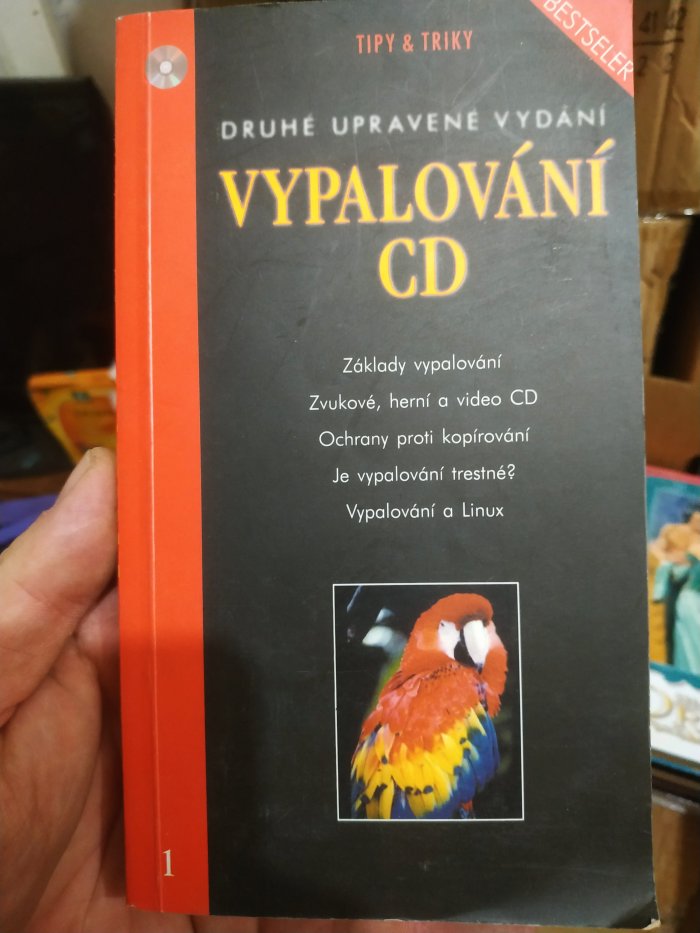 TIPY & TRIKY
BESTSELER
DRUHÉ UPRAVENÉ VYDÁNÍ
VYPALOVÁNÍ
CD
Základy vypalování
Zvukové, herní a video CD
Ochrany proti kopírování
Je vypalování trestné?
Vypalování a Linux
1